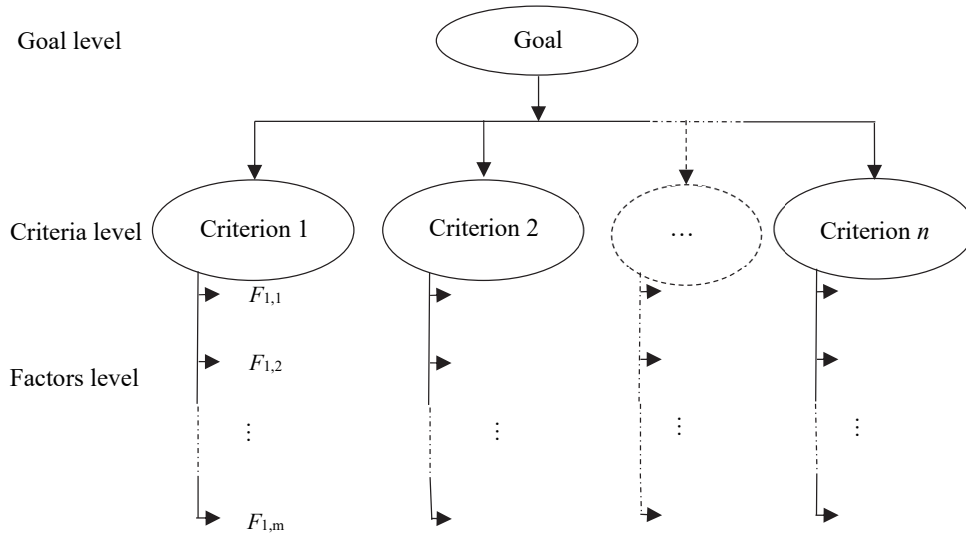 Goal level
Goal
Criteria level
Criterion 1
Criterion 2
…
Criterion n
F1,1
Factors level
F1,2
⋮
⋮
⋮
⋮
F1,m